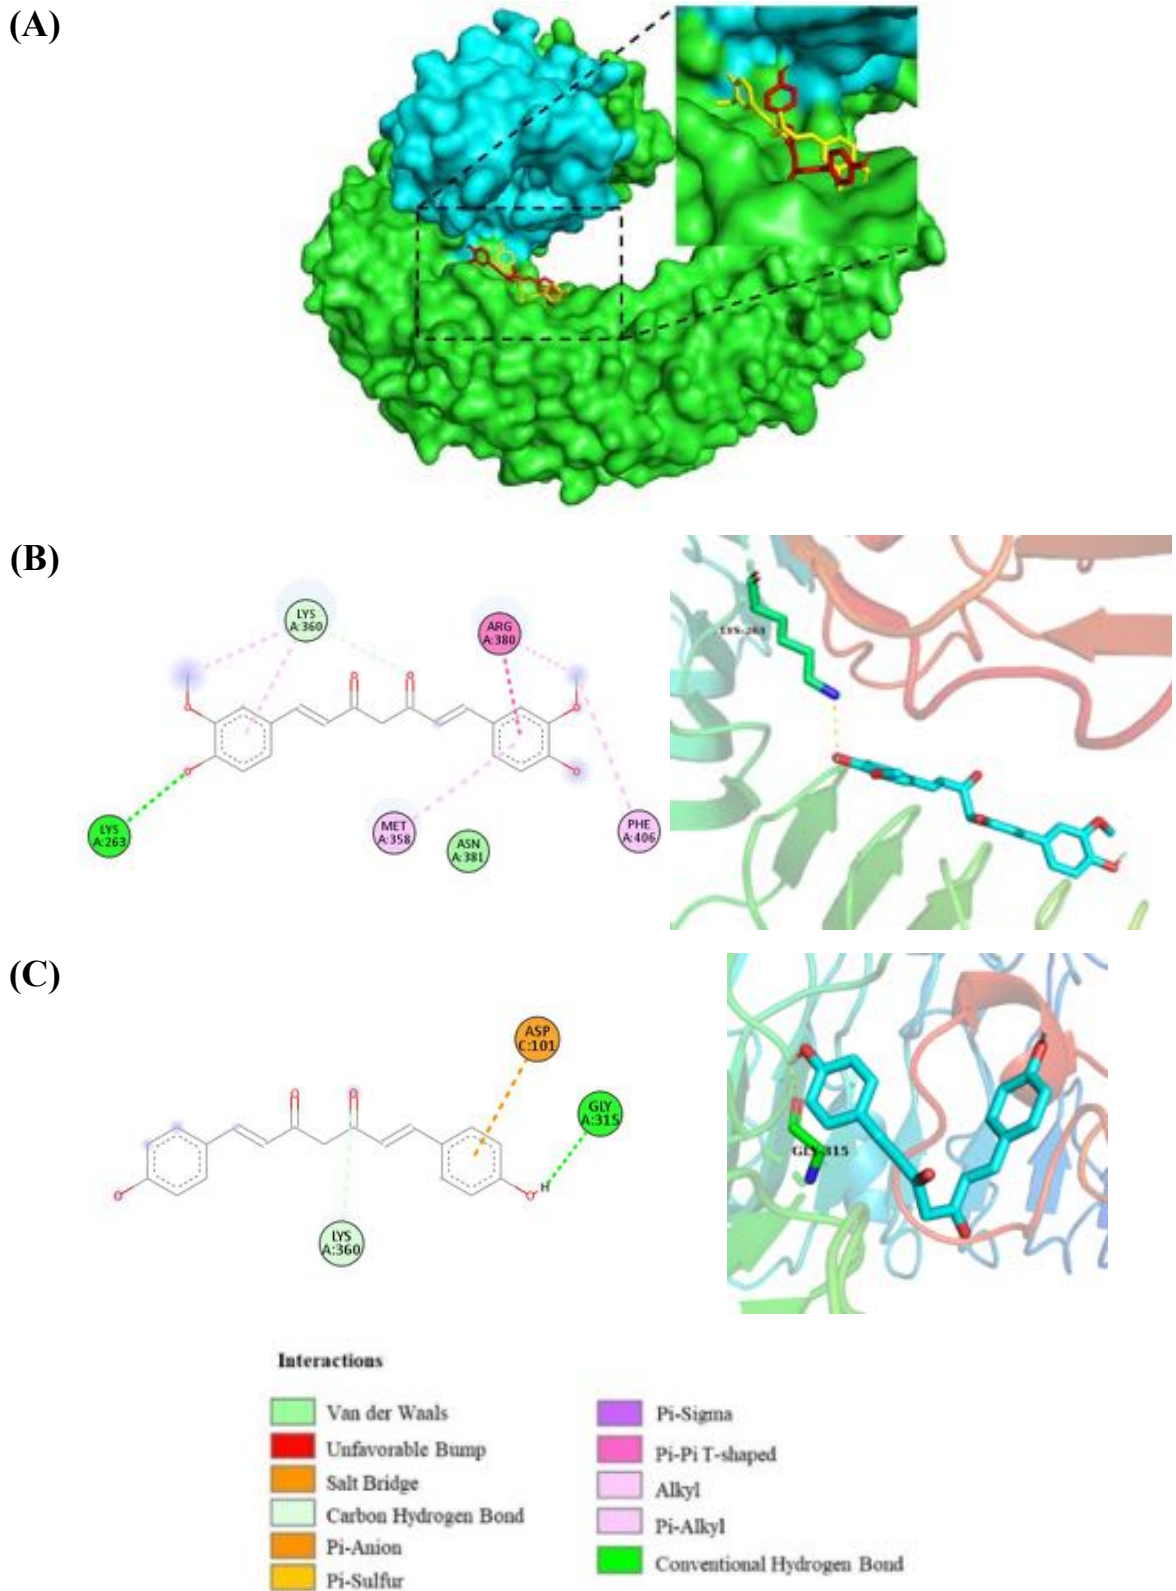 (A)
(B)
LYS
A:360
ARG
A:380
O
O
O
O
O
O
LYS
A:263
MET
A:358
ASN
A:381
PHE
A:406
LYS-263
(C)
ASP
C:101
GLY
A:315
O
O
O
O
H
LYS
A:360
GLY-315
Interactions
Van der Waals
Unfavorable Bump
Salt Bridge
Carbon Hydrogen Bond
Pi-Anion
Pi-Sulfur
Pi-Sigma
Pi-Pi T-shaped
Alkyl
Pi-Alkyl
Conventional Hydrogen Bond